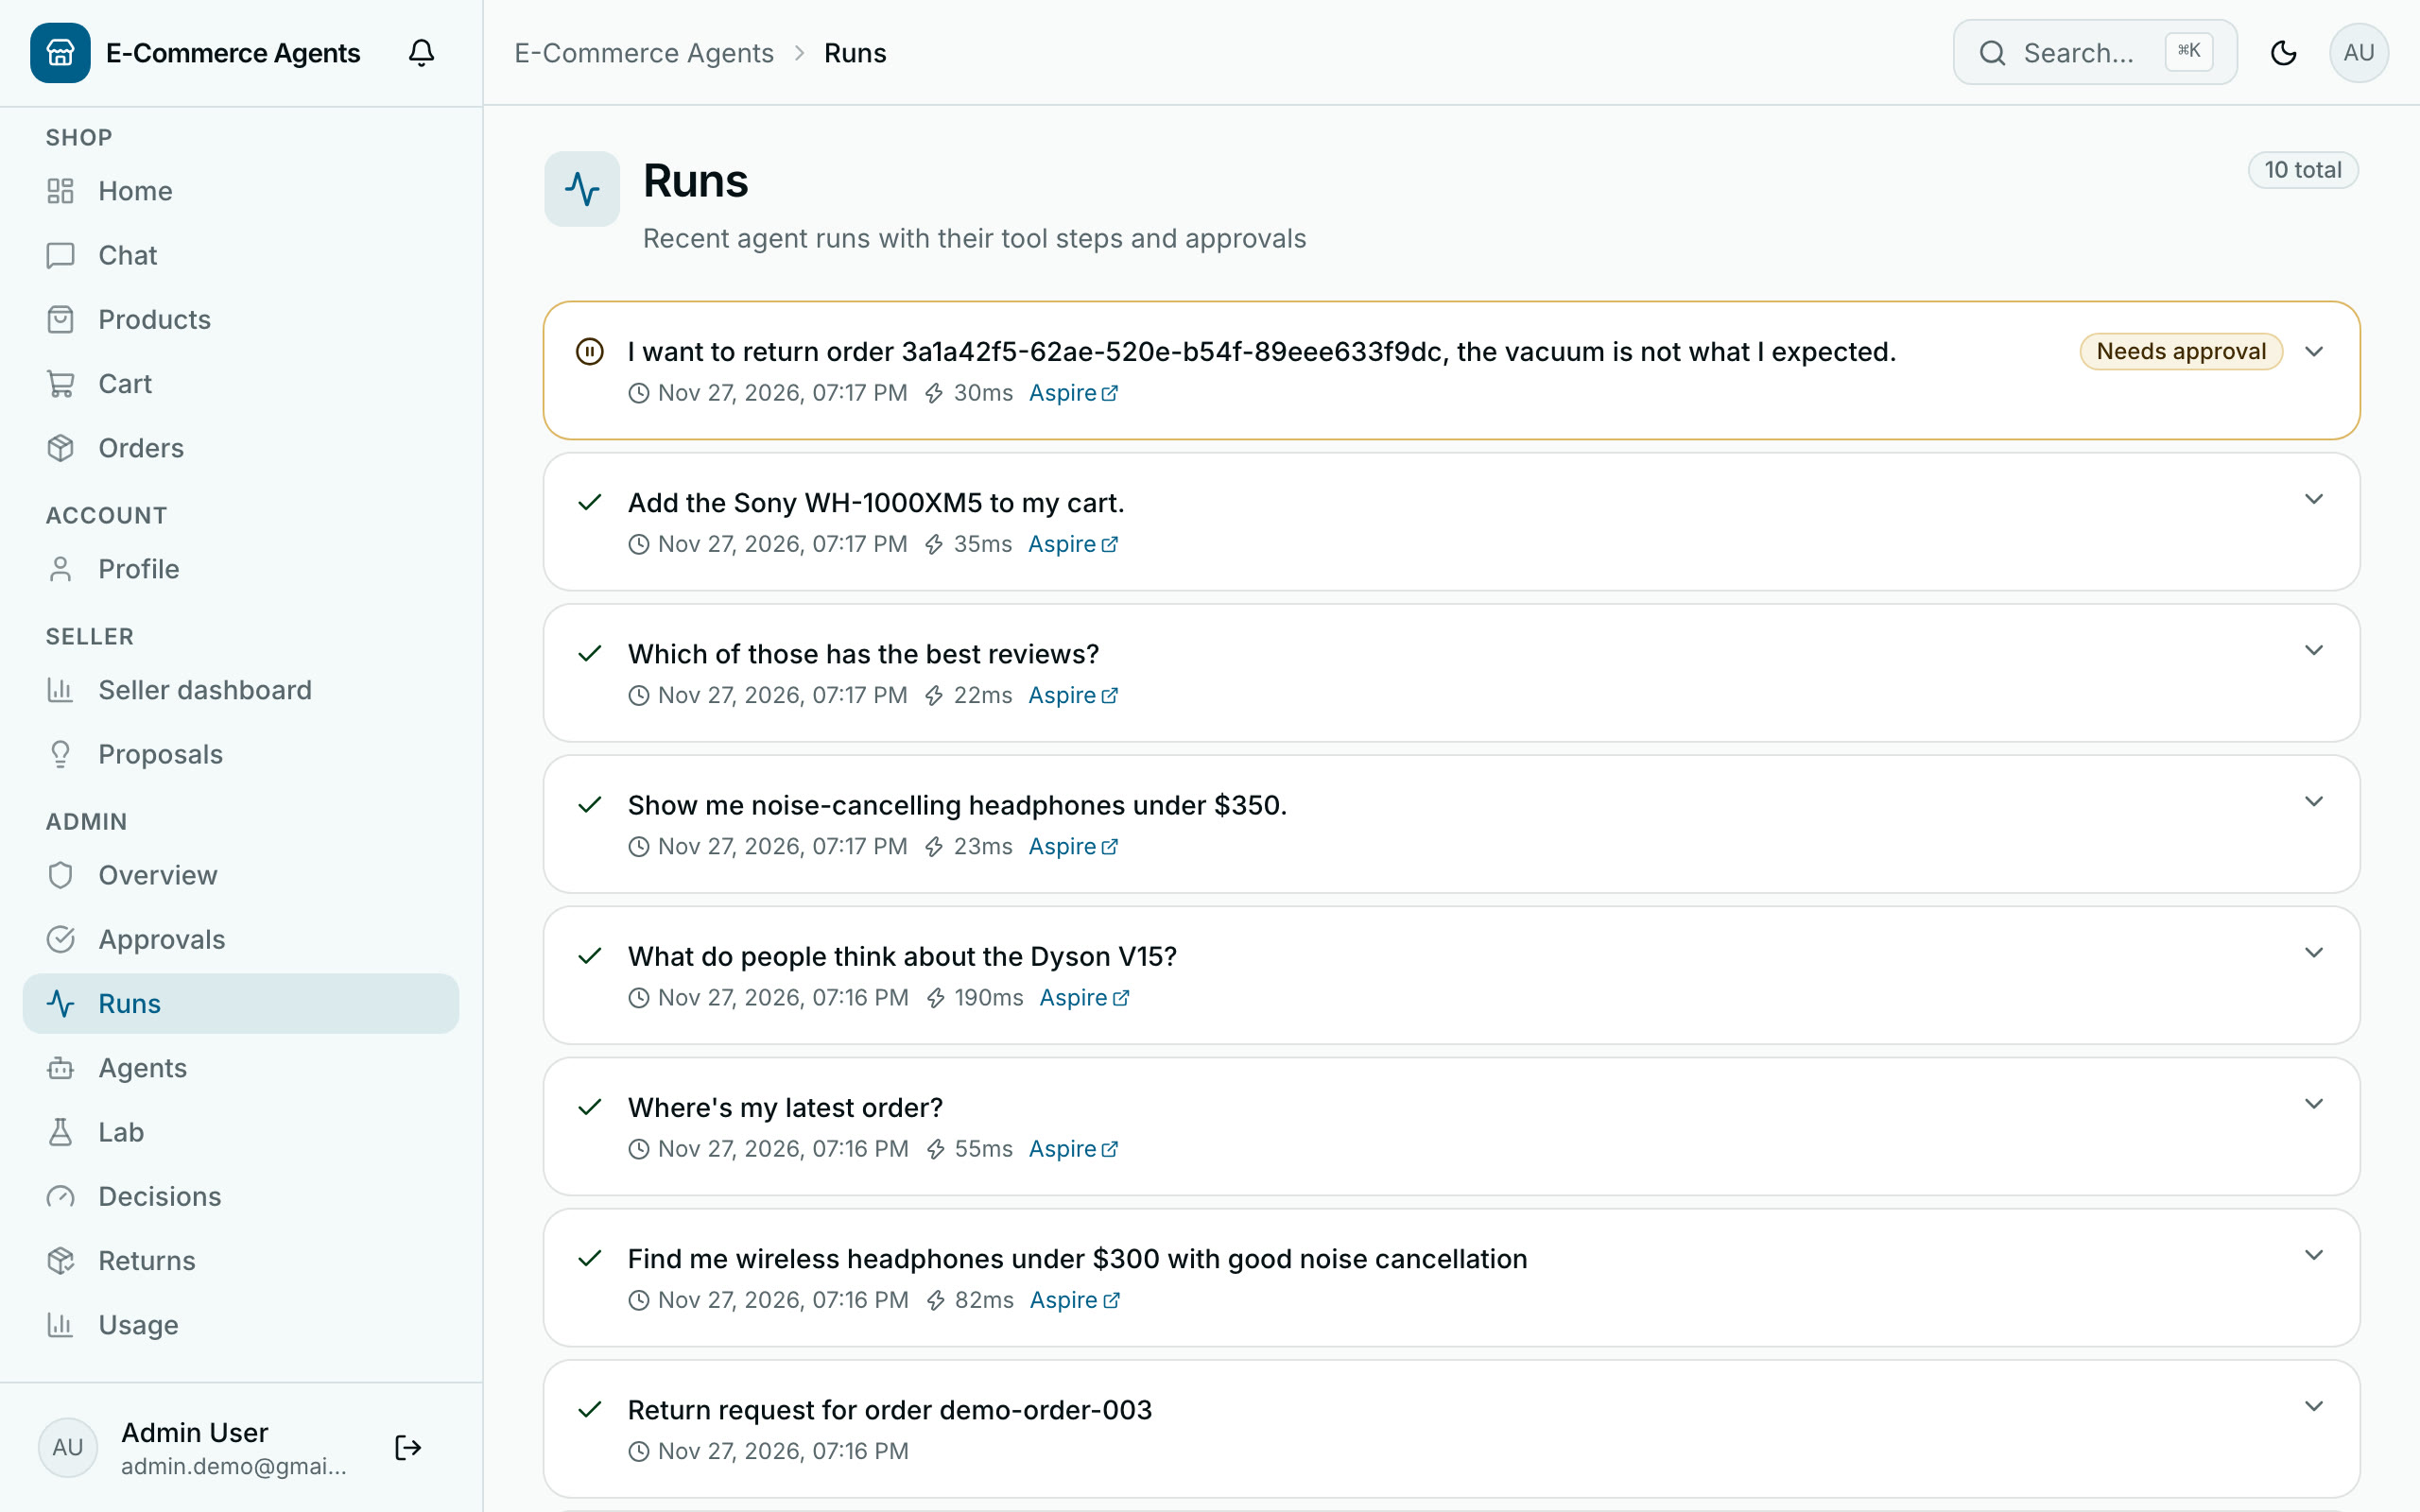 E-Commerce Agents
SHOP
Home
Chat
Products
Cart
Orders
ACCOUNT
Profile
SELLER
Seller dashboard
Proposals
ADMIN
Overview
Approvals
Runs
Agents
Lab
Decisions
Returns
Usage
AU
Admin User
admin.demo@gmai...
E-Commerce Agents > Runs
Search... ⌘K
AU
Runs
10 total
Recent agent runs with their tool steps and approvals
I want to return order 3a1a42f5-62ae-520e-b54f-89eee633f9dc, the vacuum is not what I expected.
Needs approval
Nov 27, 2026, 07:17 PM 30ms Aspire
Add the Sony WH-1000XM5 to my cart.
Nov 27, 2026, 07:17 PM 35ms Aspire
Which of those has the best reviews?
Nov 27, 2026, 07:17 PM 22ms Aspire
Show me noise-cancelling headphones under $350.
Nov 27, 2026, 07:17 PM 23ms Aspire
What do people think about the Dyson V15?
Nov 27, 2026, 07:16 PM 190ms Aspire
Where's my latest order?
Nov 27, 2026, 07:16 PM 55ms Aspire
Find me wireless headphones under $300 with good noise cancellation
Nov 27, 2026, 07:16 PM 82ms Aspire
Return request for order demo-order-003
Nov 27, 2026, 07:16 PM